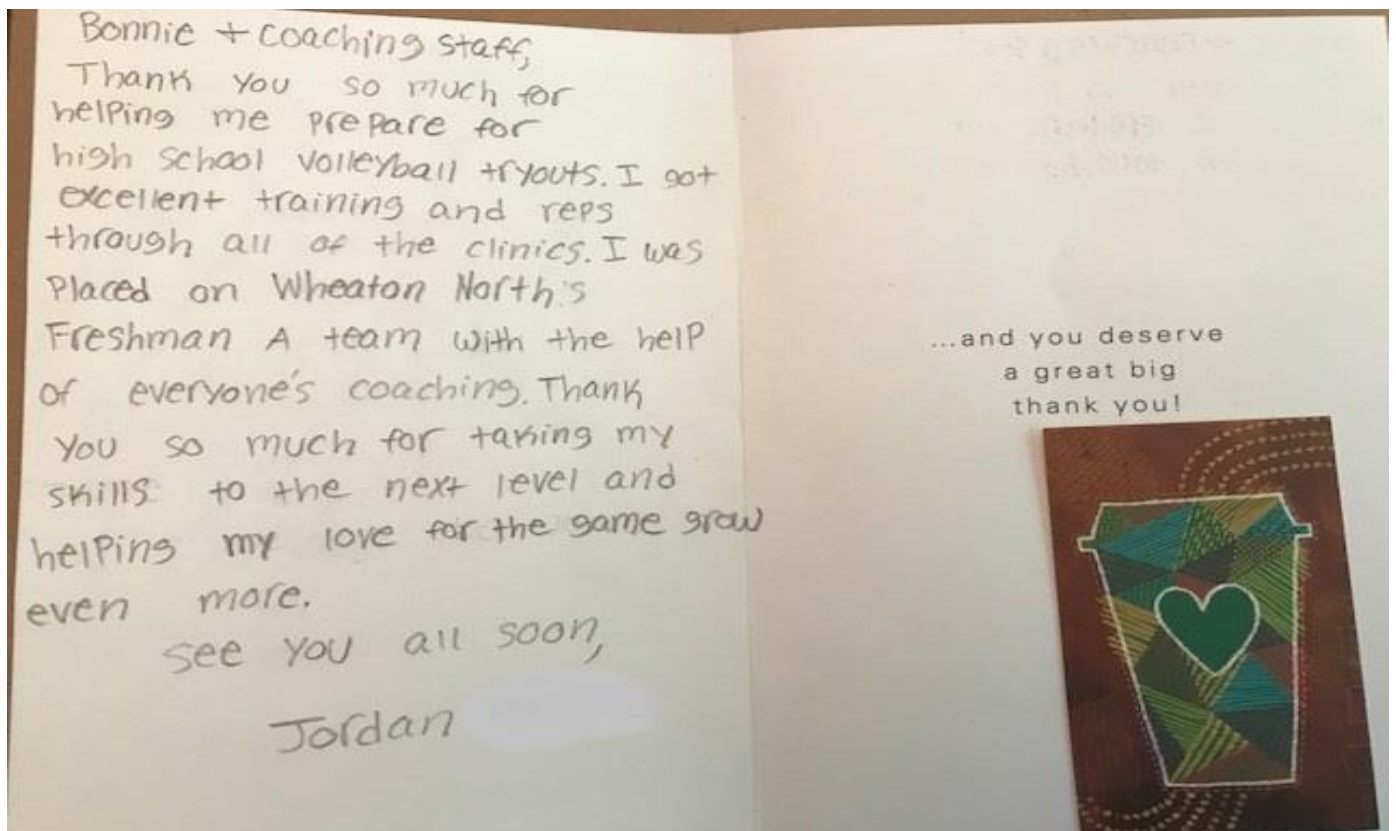 Bonnie + coaching staff,
Thank you so much for
helping me prepare for
high school volleyball tryouts. I got
excellent training and reps
through all of the clinics. I was
placed on Wheaton North's
Freshman A team with the help
of everyone's coaching. Thank
you so much for taking my
skills to the next level and
helping my love for the game grow
even more.
see you all soon,
Jordan
...and you deserve
a great big
thank you!